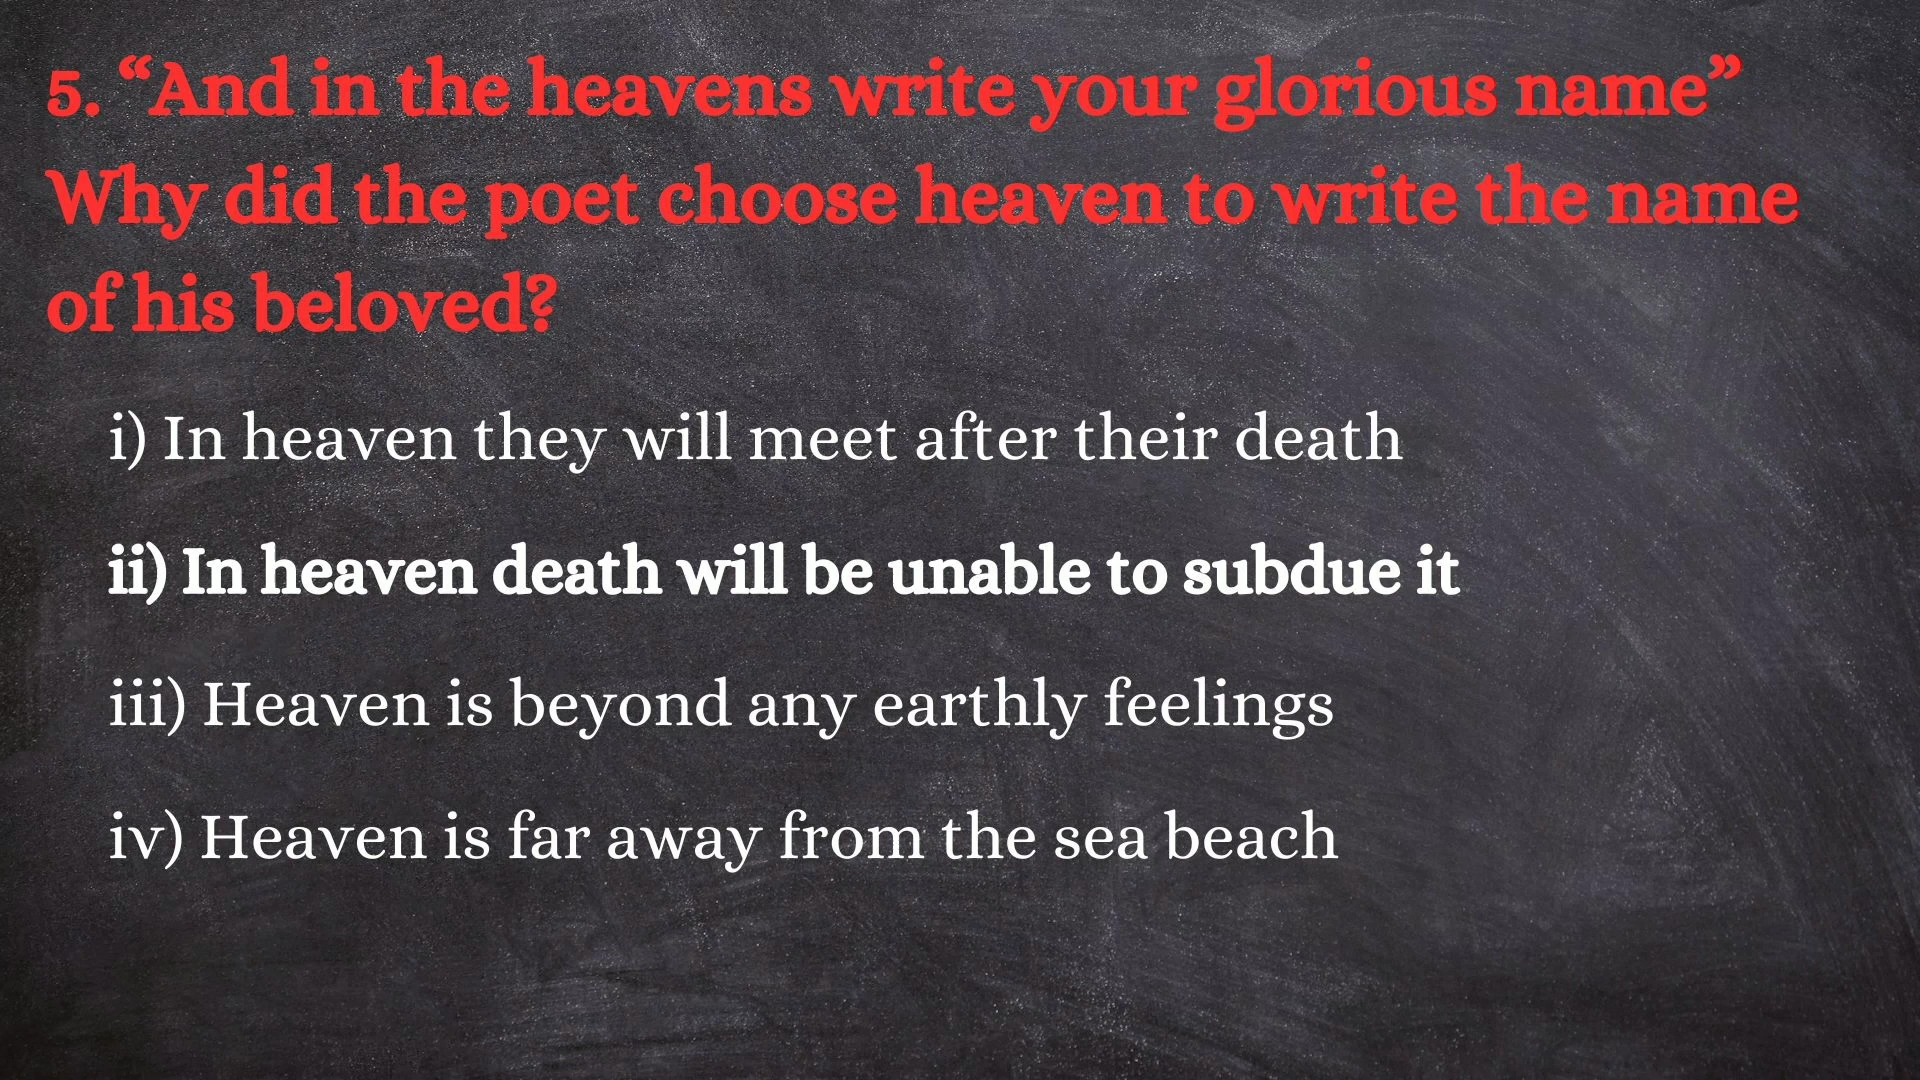 5. “And in the heavens write your glorious name”
Why did the poet choose heaven to write the name
of his beloved?
i) In heaven they will meet after their death
ii) In heaven death will be unable to subdue it
iii) Heaven is beyond any earthly feelings
iv) Heaven is far away from the sea beach